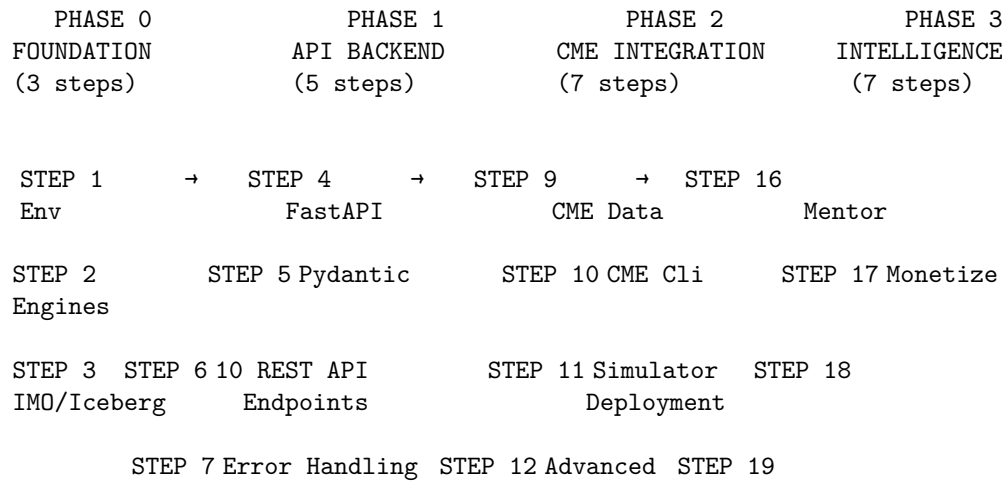 PHASE 0 PHASE 1 PHASE 2 PHASE 3
FOUNDATION API BACKEND CME INTEGRATION INTELLIGENCE
(3 steps) (5 steps) (7 steps) (7 steps)
STEP 1 → STEP 4 → STEP 9 → STEP 16
Env FastAPI CME Data Mentor
STEP 2 STEP 5 Pydantic STEP 10 CME Cli STEP 17 Monetize
Engines
STEP 3 STEP 6 10 REST API STEP 11 Simulator STEP 18
IMO/Iceberg Endpoints Deployment
STEP 7 Error Handling STEP 12 Advanced STEP 19